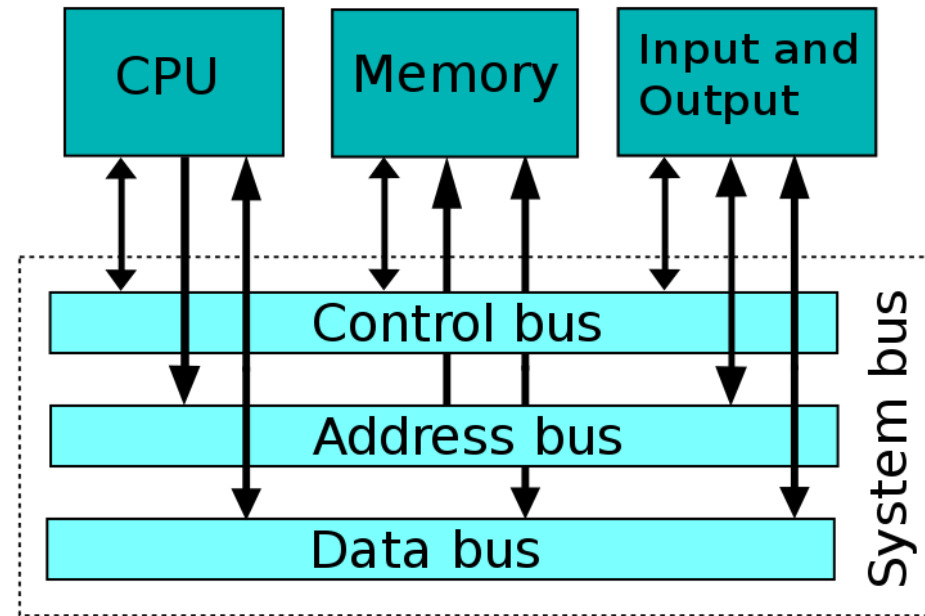 CPU
Memory
Input and
Output
Control bus
Address bus
Data bus
System bus